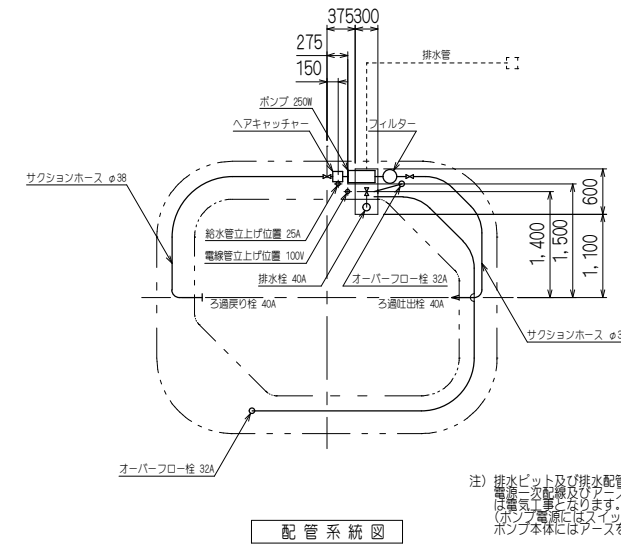 375 300
275
150
排水管
ポンプ 250W
ヘアキャッチャー
フィルター
サクションホース φ38
600
1,400
1,500
1,100
給水管立上げ位置 25A
電線管立上げ位置 100V
排水栓 40A
オーバーフロー栓 32A
ろ過戻り栓 40A
ろ過吐出栓 40A
サクションホース φ3
オーバーフロー栓 32A
注) 排水ピット及び排水配管
電源一次配線及びアース
は電気工事となります。
(ポンプ電源にはスイッ
ポンプ本体にはアースを
配管系統図